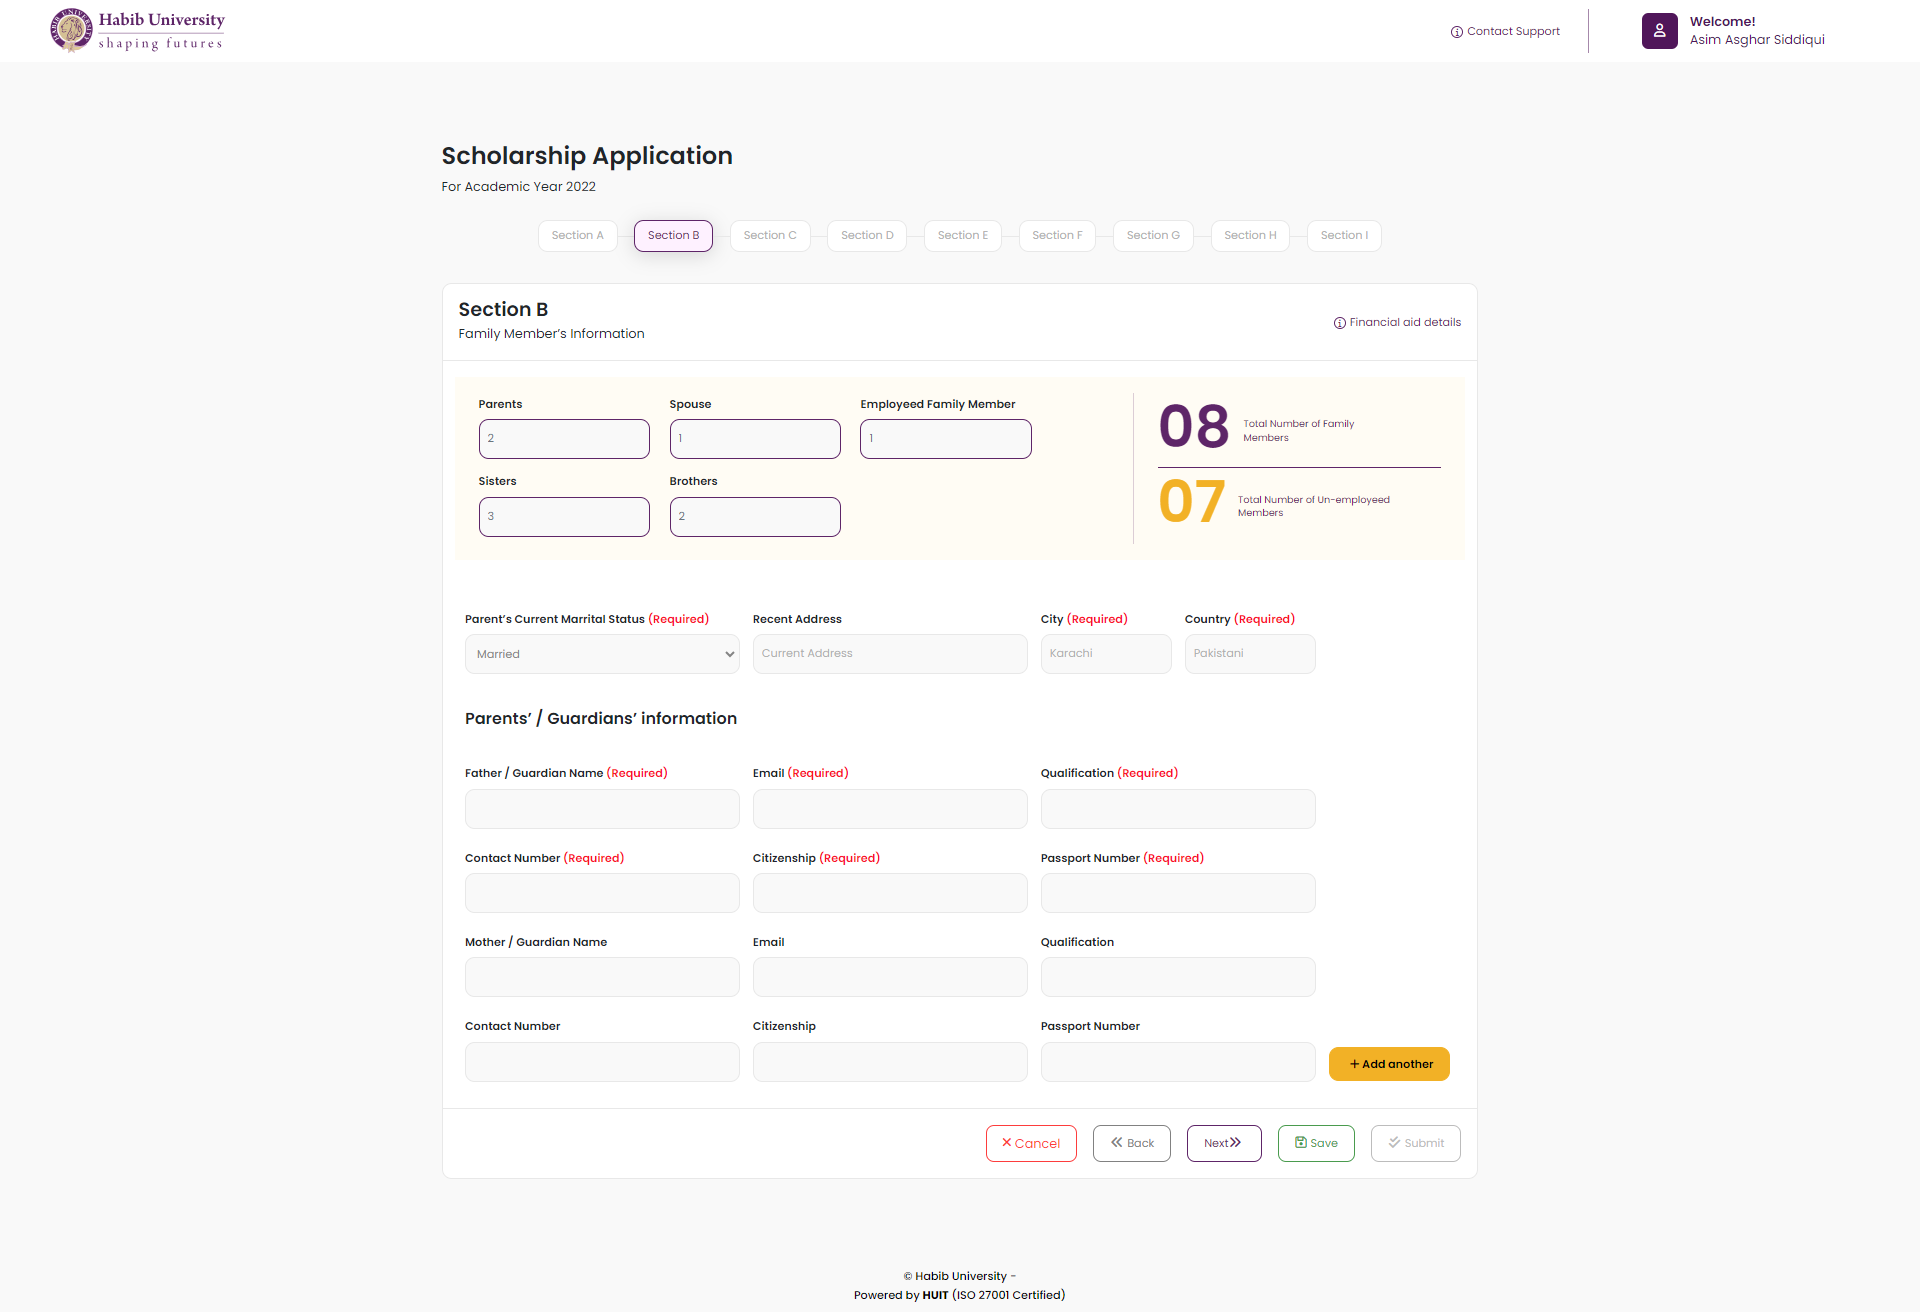 Habib University
shaping futures
Contact Support
Welcome!
Asim Asghar Siddiqui
Scholarship Application
For Academic Year 2022
Section A
Section B
Section C
Section D
Section E
Section F
Section G
Section H
Section I
Section B
Family Member's Information
Financial aid details
Parents
Spouse
Employeed Family Member
2
1
1
Sisters
Brothers
3
2
08
Total Number of Family
Members
07
Total Number of Un-employeed
Members
Parent's Current Marrital Status (Required)
Recent Address
City (Required)
Country (Required)
Married
Current Address
Karachi
Pakistani
Parents' / Guardians' information
Father / Guardian Name (Required)
Email (Required)
Qualification (Required)
Contact Number (Required)
Citizenship (Required)
Passport Number (Required)
Mother / Guardian Name
Email
Qualification
Contact Number
Citizenship
Passport Number
+ Add another
Cancel
Back
Next
Save
Submit
© Habib University -
Powered by HUIT (ISO 27001 Certified)